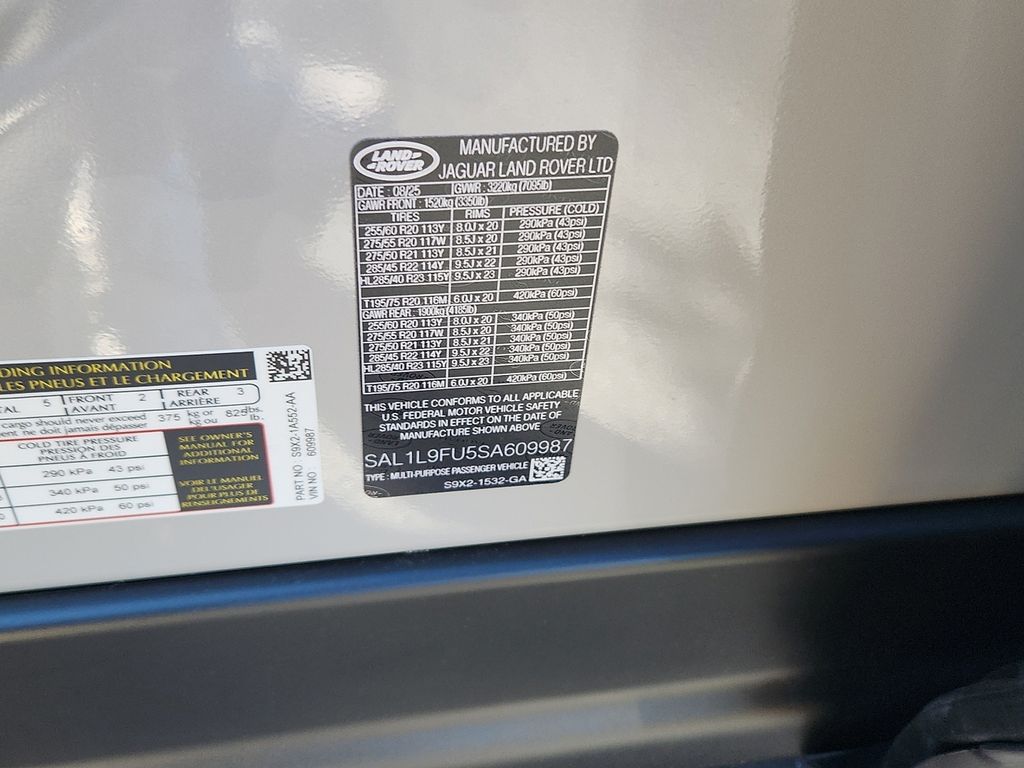 LAND ROVER
MANUFACTURED BY
JAGUAR LAND ROVER LTD
DATE : 08/25 GVWR : 3220kg (7095lb)
GAWR FRONT : 1520kg (3350lb)
TIRES RIMS PRESSURE (COLD)
255/60 R20 113Y 8.0J x 20 290kPa (43psi)
275/55 R20 117W 8.5J x 20 290kPa (43psi)
275/50 R21 113Y 8.5J x 21 290kPa (43psi)
285/45 R22 114Y 9.5J x 22 290kPa (43psi)
HL285/40 R23 115Y 9.5J x 23 290kPa (43psi)
T195/75 R20 116M 6.0J x 20 420kPa (60psi)
GAWR REAR : 1900kg (4185lb)
255/60 R20 113Y 8.0J x 20 340kPa (50psi)
275/55 R20 117W 8.5J x 20 340kPa (50psi)
275/50 R21 113Y 8.5J x 21 340kPa (50psi)
285/45 R22 114Y 9.5J x 22 340kPa (50psi)
HL285/40 R23 115Y 9.5J x 23 340kPa (50psi)
T195/75 R20 116M 6.0J x 20 420kPa (60psi)
THIS VEHICLE CONFORMS TO ALL APPLICABLE
U.S. FEDERAL MOTOR VEHICLE SAFETY
STANDARDS IN EFFECT ON THE DATE OF
MANUFACTURE SHOWN ABOVE
SAL1L9FU5SA609987
TYPE : MULTI-PURPOSE PASSENGER VEHICLE
S9X2-1532-GA
DING INFORMATION
LES PNEUS ET LE CHARGEMENT
TAL 5 FRONT 2 REAR 3
AVANT ARRIÈRE
cargo should never exceed 375 kg or 826 lbs.
ne doit jamais dépasser kg ou lb.
COLD TIRE PRESSURE
PRESSION DES
PNEUS À FROID
290 kPa 43 psi
340 kPa 50 psi
420 kPa 60 psi
SEE OWNER'S
MANUAL FOR
ADDITIONAL
INFORMATION
VOIR LE MANUEL
DE L'USAGER
POUR PLUS DE
RENSEIGNEMENTS
PART NO : S9X2-1A552-AA
VIN NO : 609987